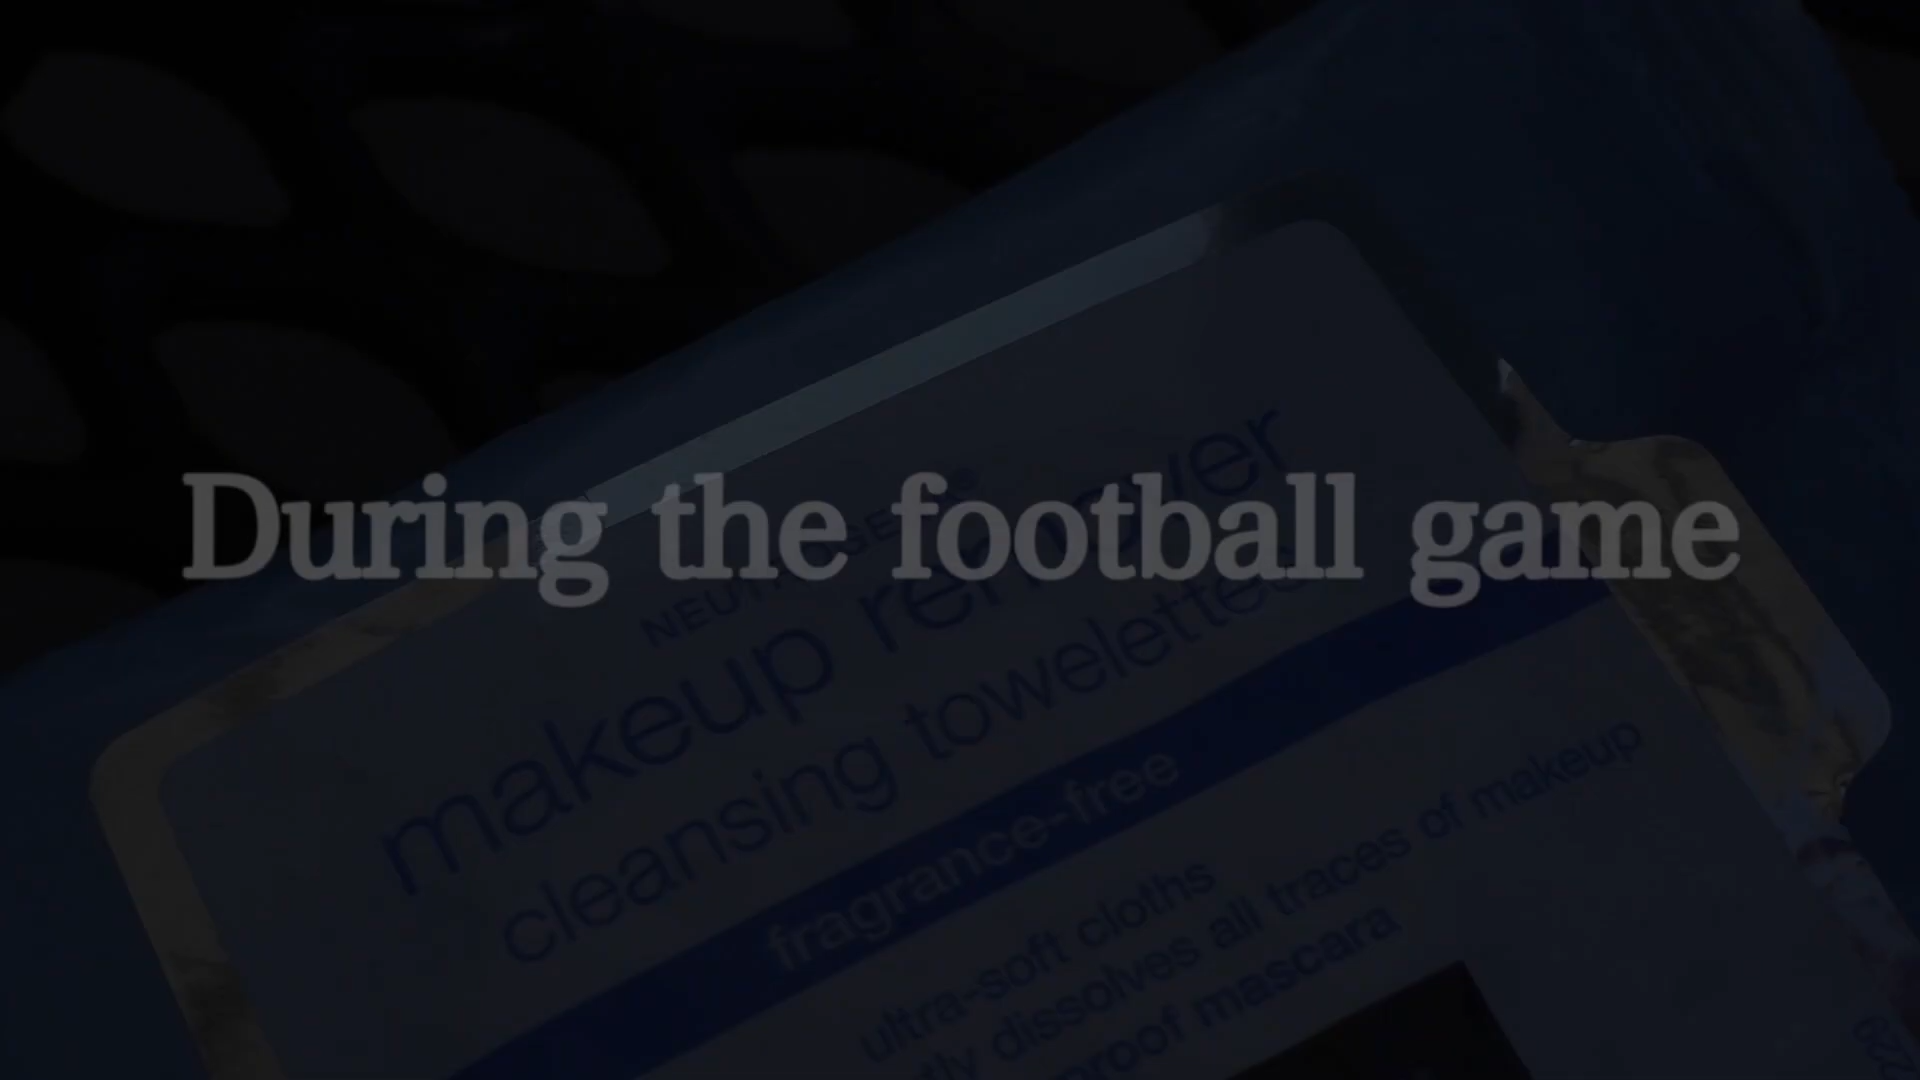 During the football game
makeup remover
cleansing towelettes
fragrance-free
ultra-soft cloths
dissolves all traces of makeup
mascara